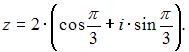 z = 2 · (cos π/3 + i · sin π/3).